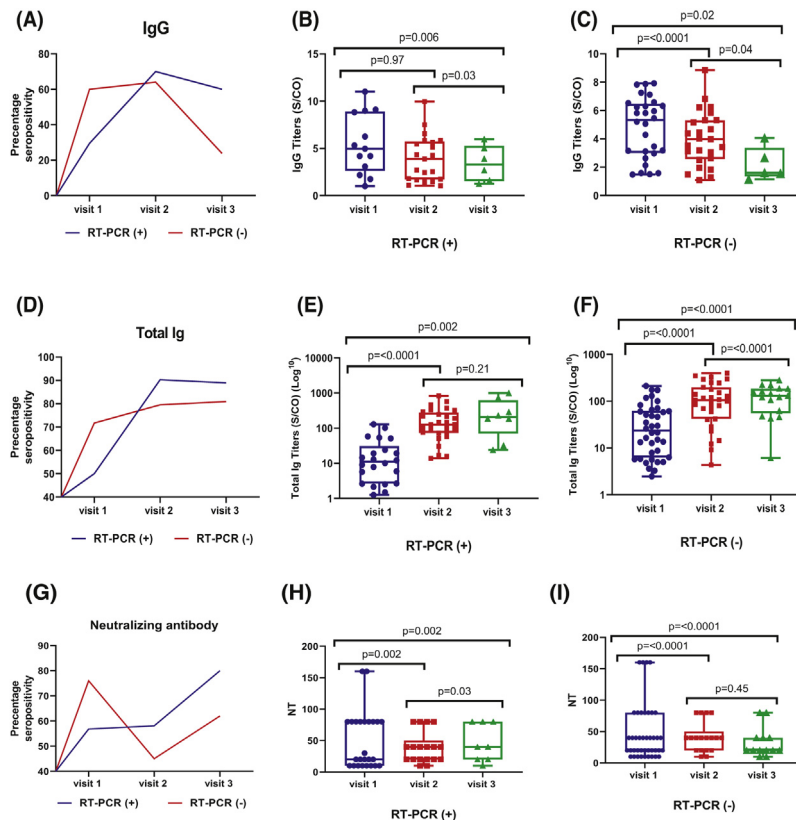 (A)
IgG
Precentage
seropositivity
80
60
40
20
0
visit 1 visit 2 visit 3
RT-PCR (+) RT-PCR (-)
(B)
p=0.006
p=0.97
p=0.03
IgG Titers (S/CO)
15
10
5
0
visit 1 visit 2 visit 3
RT-PCR (+)
(C)
p=0.02
p=<0.0001
p=0.04
IgG Titers (S/CO)
10
8
6
4
2
0
visit 1 visit 2 visit 3
RT-PCR (-)
(D)
Total Ig
Precentage
seropositivity
100
90
80
70
60
50
40
visit 1 visit 2 visit 3
RT-PCR (+) RT-PCR (-)
(E)
p=0.002
p=<0.0001
p=0.21
Total Ig Titers (S/CO) (Log¹⁰)
10000
1000
100
10
1
visit 1 visit 2 visit 3
RT-PCR (+)
(F)
p=<0.0001
p=<0.0001
p=<0.0001
Total Ig Titers (S/CO) (Log¹⁰)
1000
100
10
1
visit 1 visit 2 visit 3
RT-PCR (-)
(G)
Neutralizing antibody
Precentage
seropositivity
90
80
70
60
50
40
visit 1 visit 2 visit 3
RT-PCR (+) RT-PCR (-)
(H)
p=0.002
p=0.002
p=0.03
NT
200
150
100
50
0
visit 1 visit 2 visit 3
RT-PCR (+)
(I)
p=<0.0001
p=<0.0001
p=0.45
NT
200
150
100
50
0
visit 1 visit 2 visit 3
RT-PCR (-)